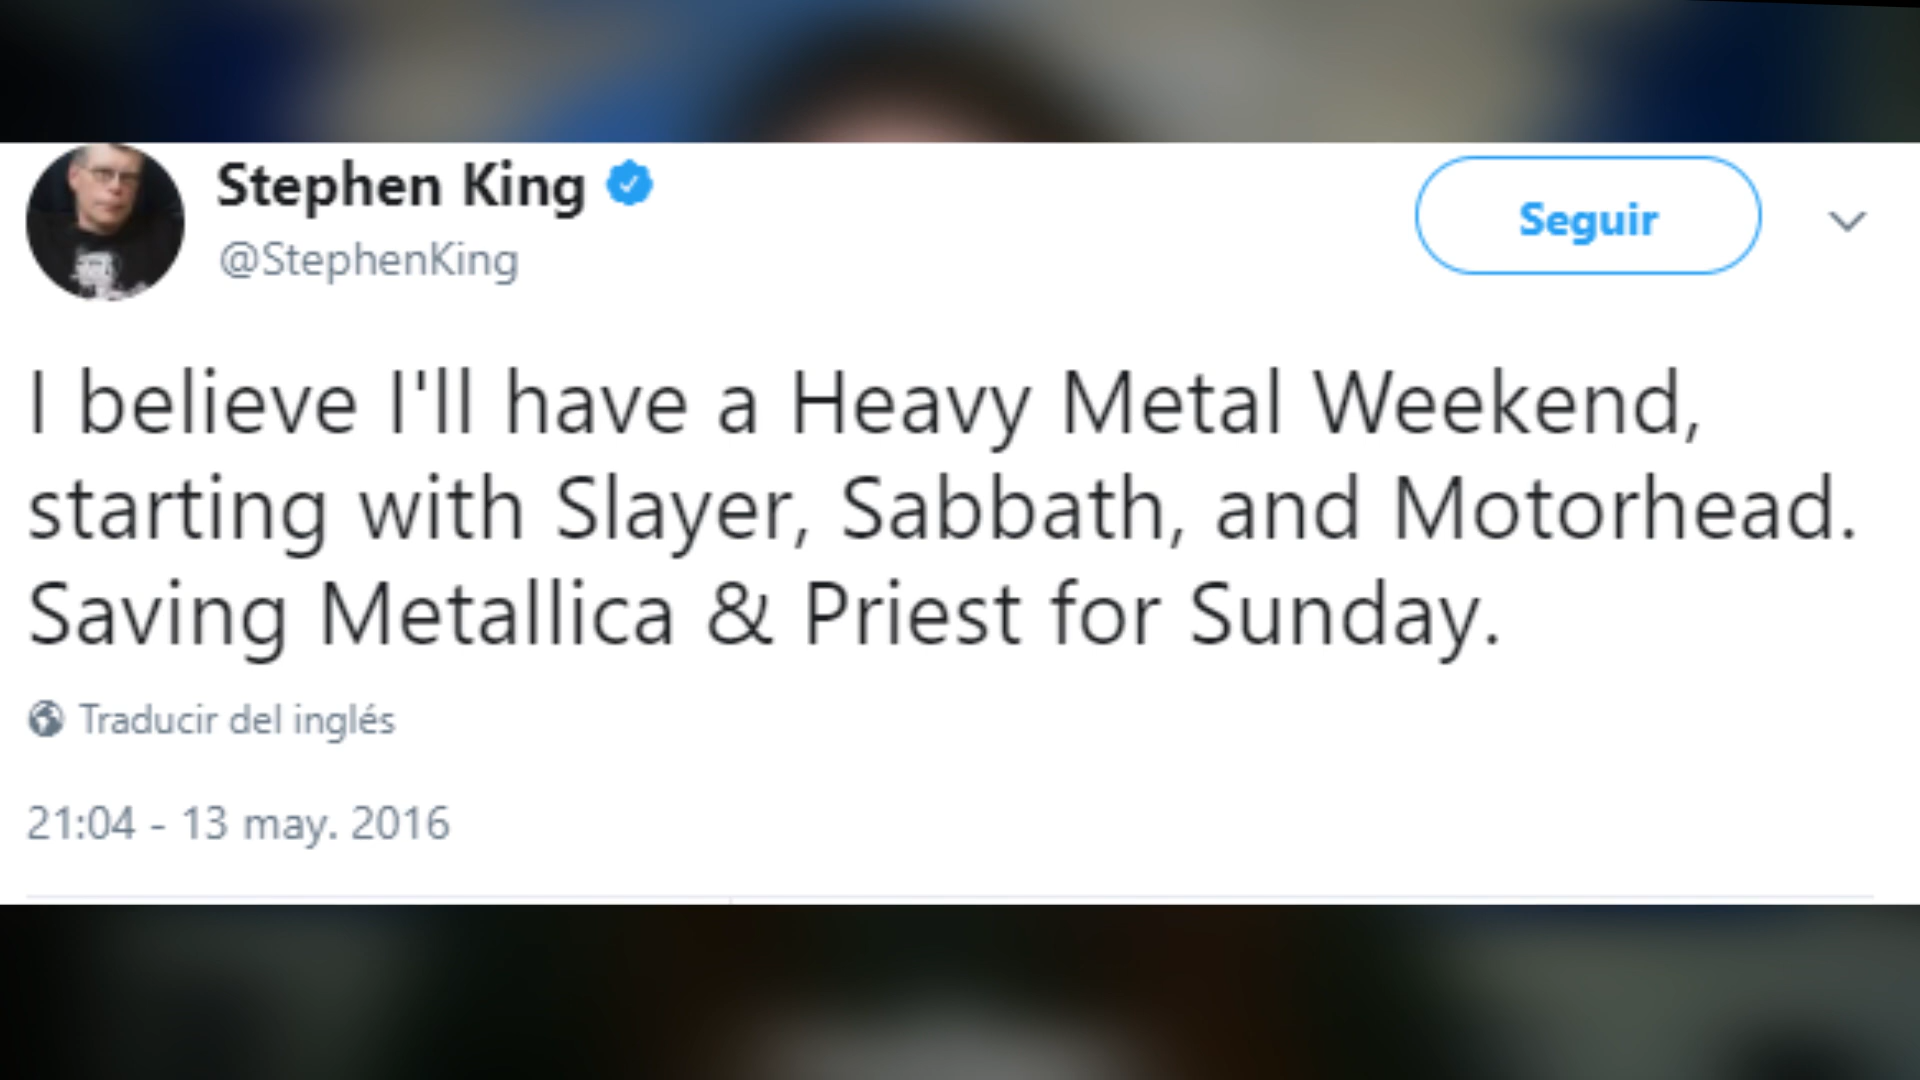 Stephen King
@StephenKing
Seguir
I believe I'll have a Heavy Metal Weekend,
starting with Slayer, Sabbath, and Motorhead.
Saving Metallica & Priest for Sunday.
Traducir del inglés
21:04 - 13 may. 2016